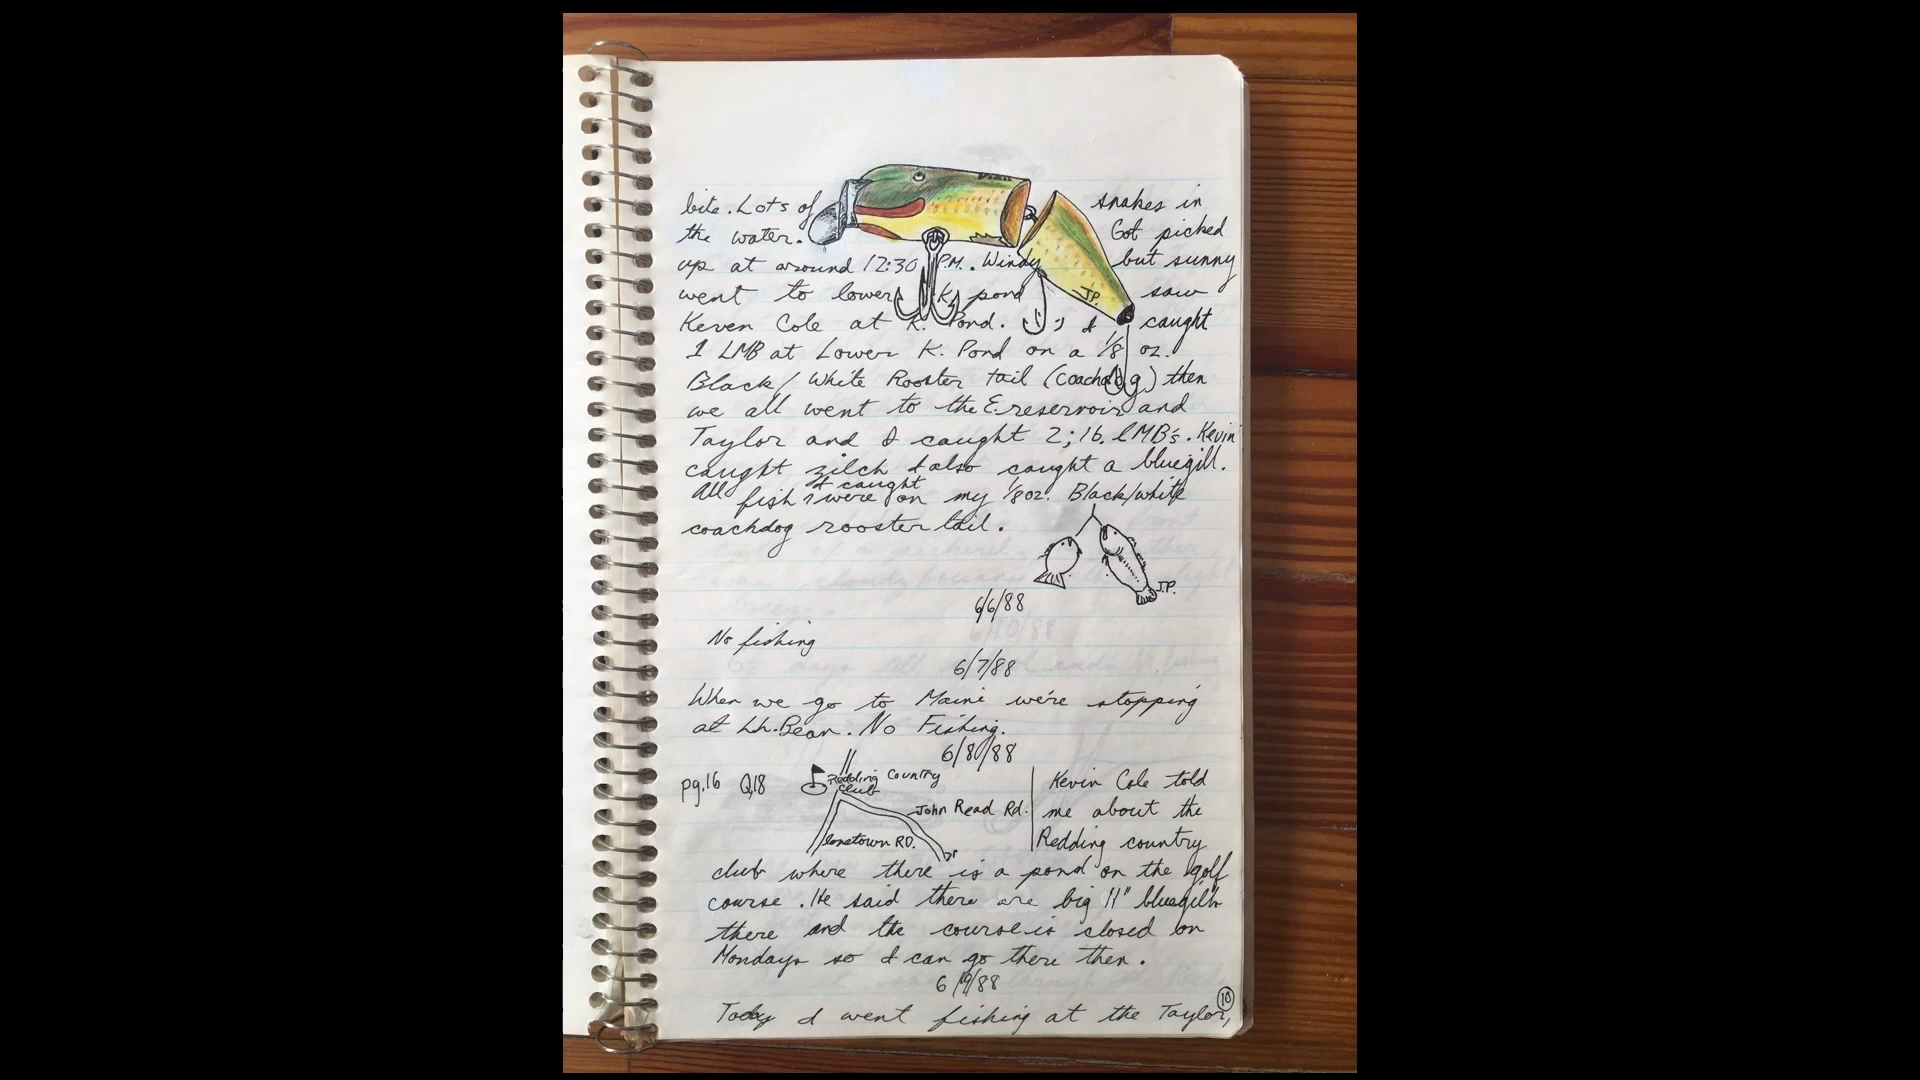 bite. Lots of snakes in
the water. Got picked
up at around 12:30 P.M. Windy but sunny
went to lower K. pond saw
Keven Cole at K. Pond. I caught
1 LMB at Lower K. Pond on a 1/8 oz.
Black/White Rooster tail (coachdog) then
we all went to the E. reservoir and
Taylor and I caught 2; 1b. LMB's. Kevin
caught zilch I also caught a bluegill.
All fish I caught were on my 1/8 oz. Black/white
coachdog rooster tail.
J.P.
J.P.
6/6/88
No fishing
6/7/88
When we go to Maine we're stopping
at L.L. Bean. No Fishing.
6/8/88
pg. 16 Q18
Redding Country
Club
John Read Rd.
Lonetown RD.
Kevin Cole told
me about the
Redding country
club where there is a pond on the golf
course. He said there are big 11" bluegills
there and the course is closed on
Mondays so I can go there then.
6/9/88
Today I went fishing at the Taylor,
10